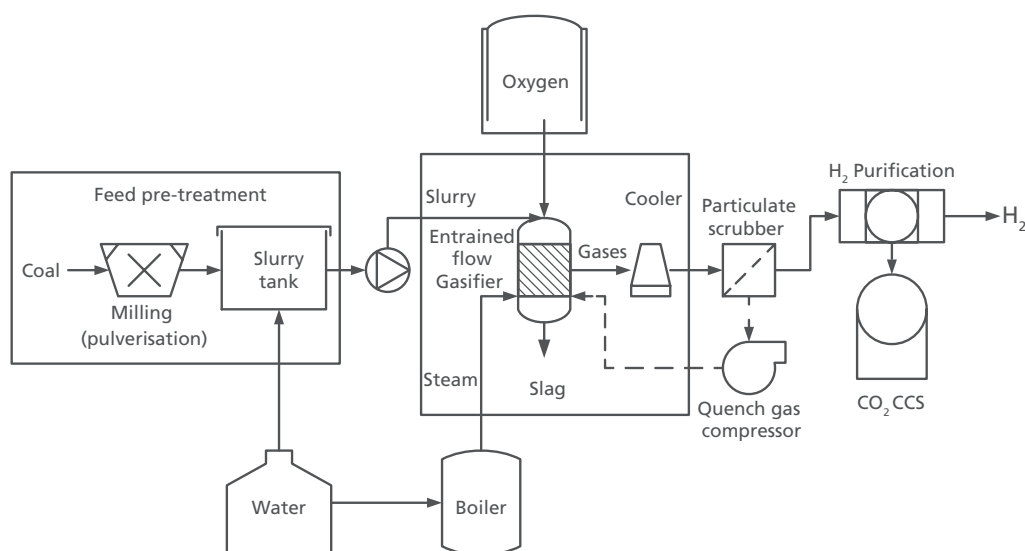 Oxygen
Feed pre-treatment
Coal
Milling
(pulverisation)
Slurry
tank
Slurry
Entrained
flow
Gasifier
Gases
Cooler
Particulate
scrubber
H₂ Purification
H₂
Steam
Slag
Quench gas
compressor
CO₂ CCS
Water
Boiler